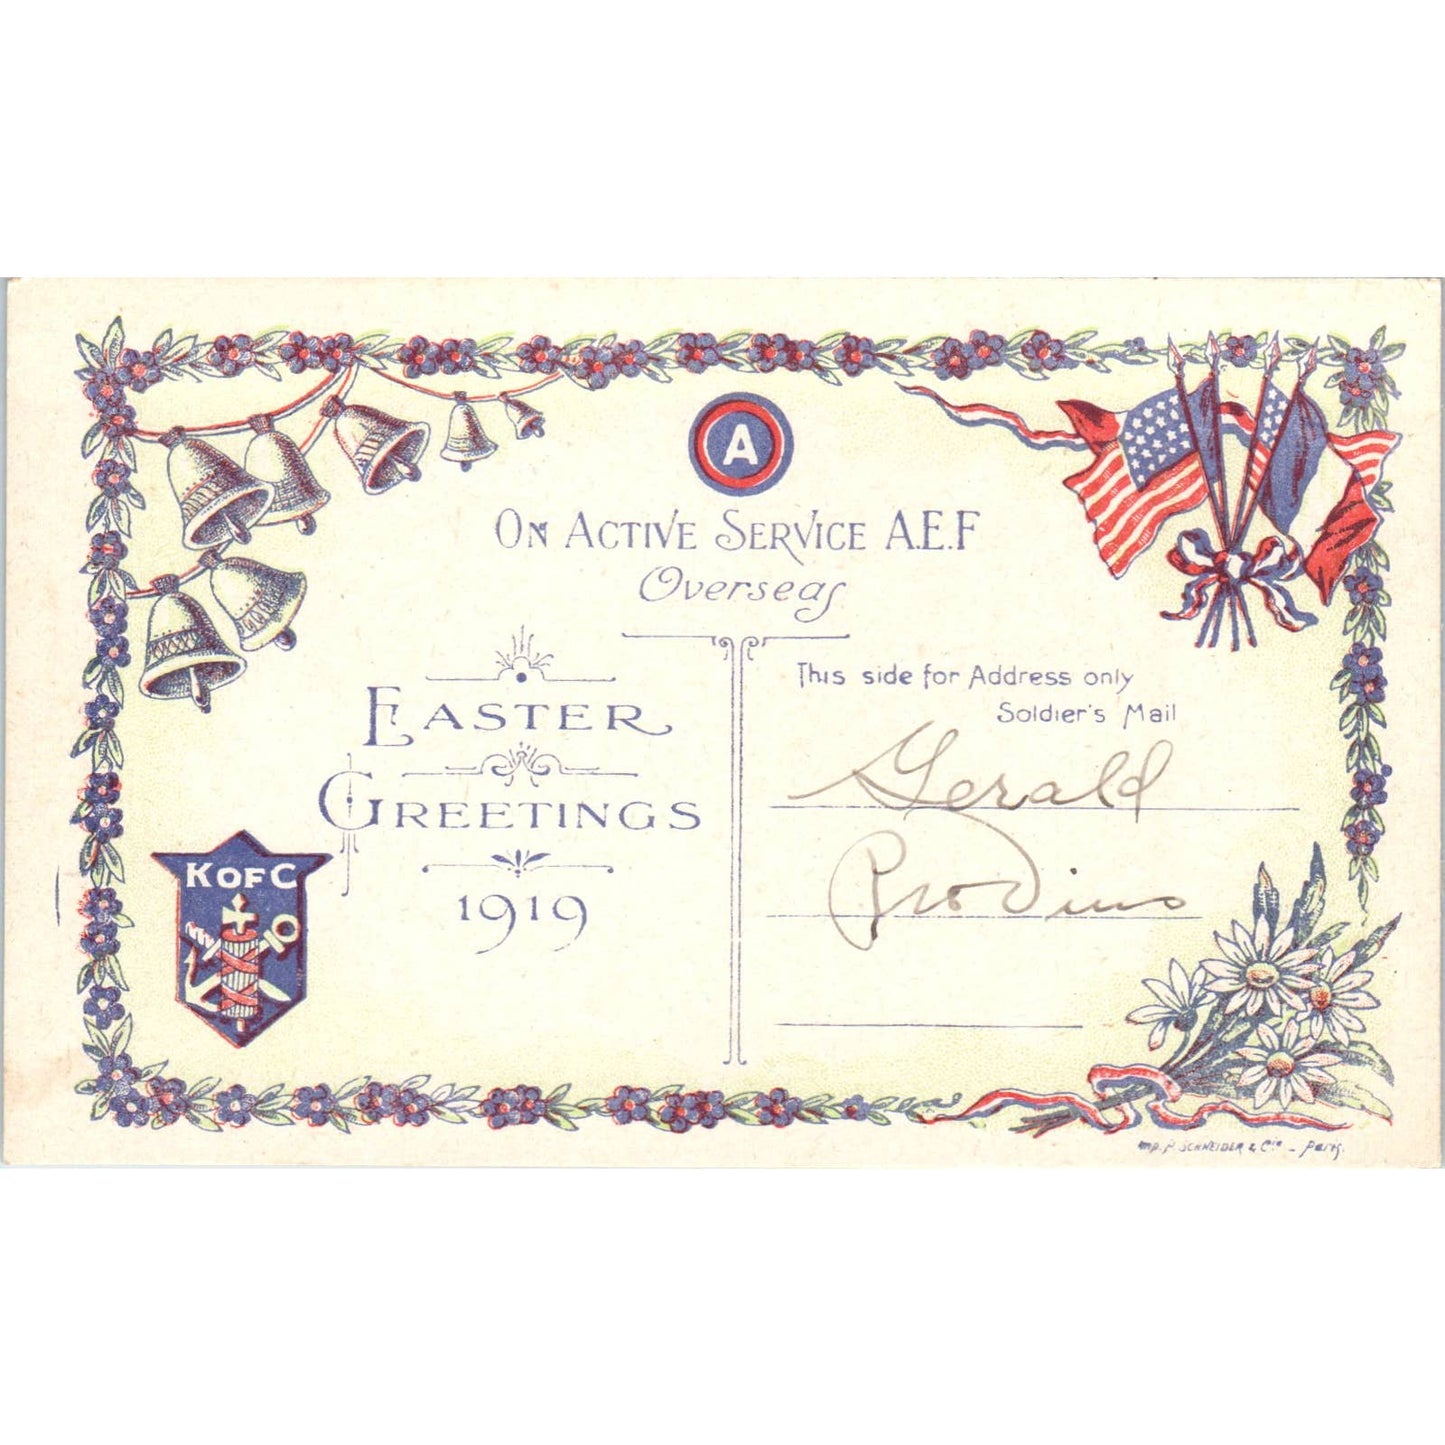 A
On Active Service A.E.F
Overseas
Easter
Greetings
1919
K OF C
This side for Address only
Soldier's Mail
Gerald
Imp. P. Schneider & Cie - Paris.